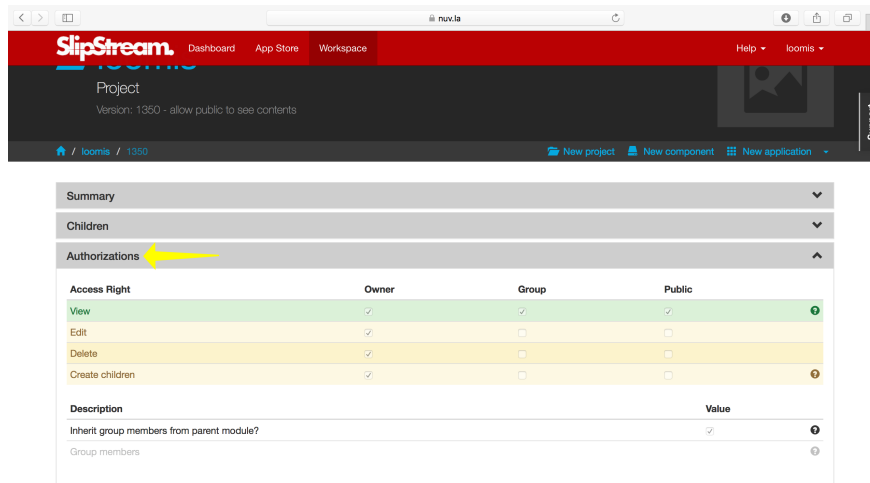 nuv.la
SlipStream. Dashboard App Store Workspace Help loomis
loomis
Project
Version: 1350 - allow public to see contents
/ loomis / 1350 New project New component New application
Summary
Children
Authorizations
Access Right Owner Group Public
View
Edit
Delete
Create children
Description Value
Inherit group members from parent module?
Group members